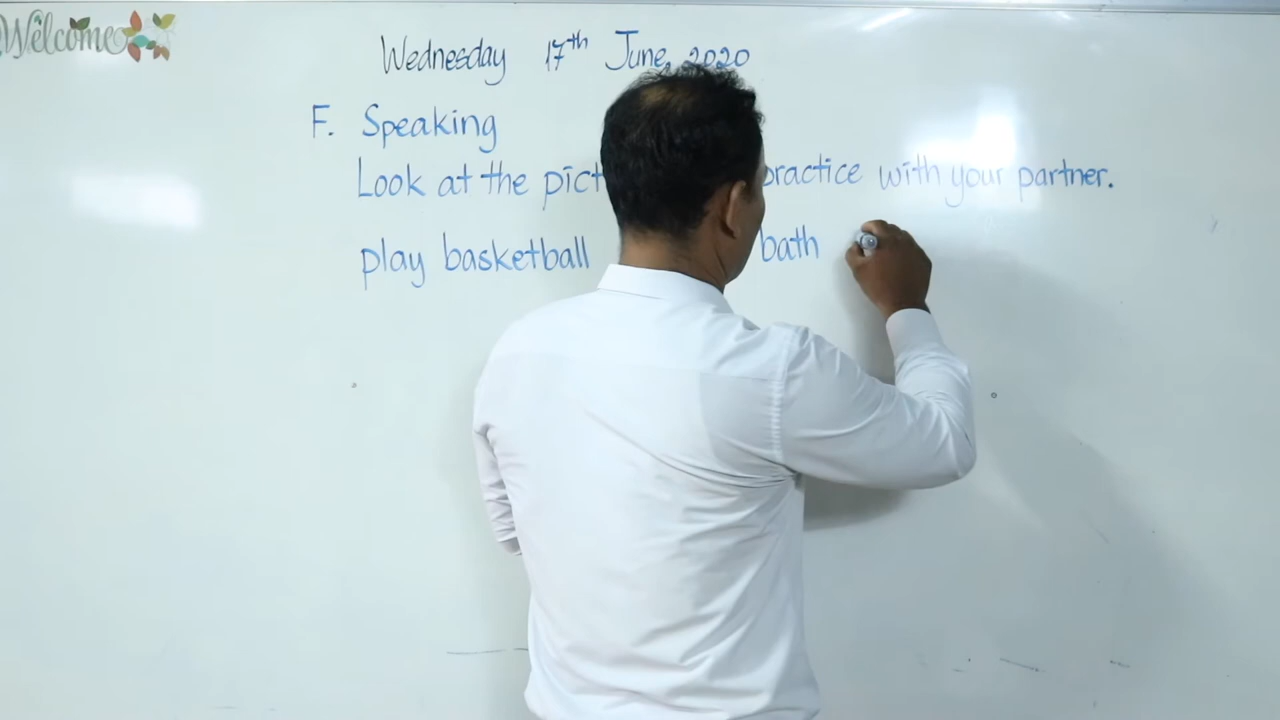 Welcome
Wednesday 17th June, 2020
F. Speaking
Look at the pict practice with your partner.
play basketball bath